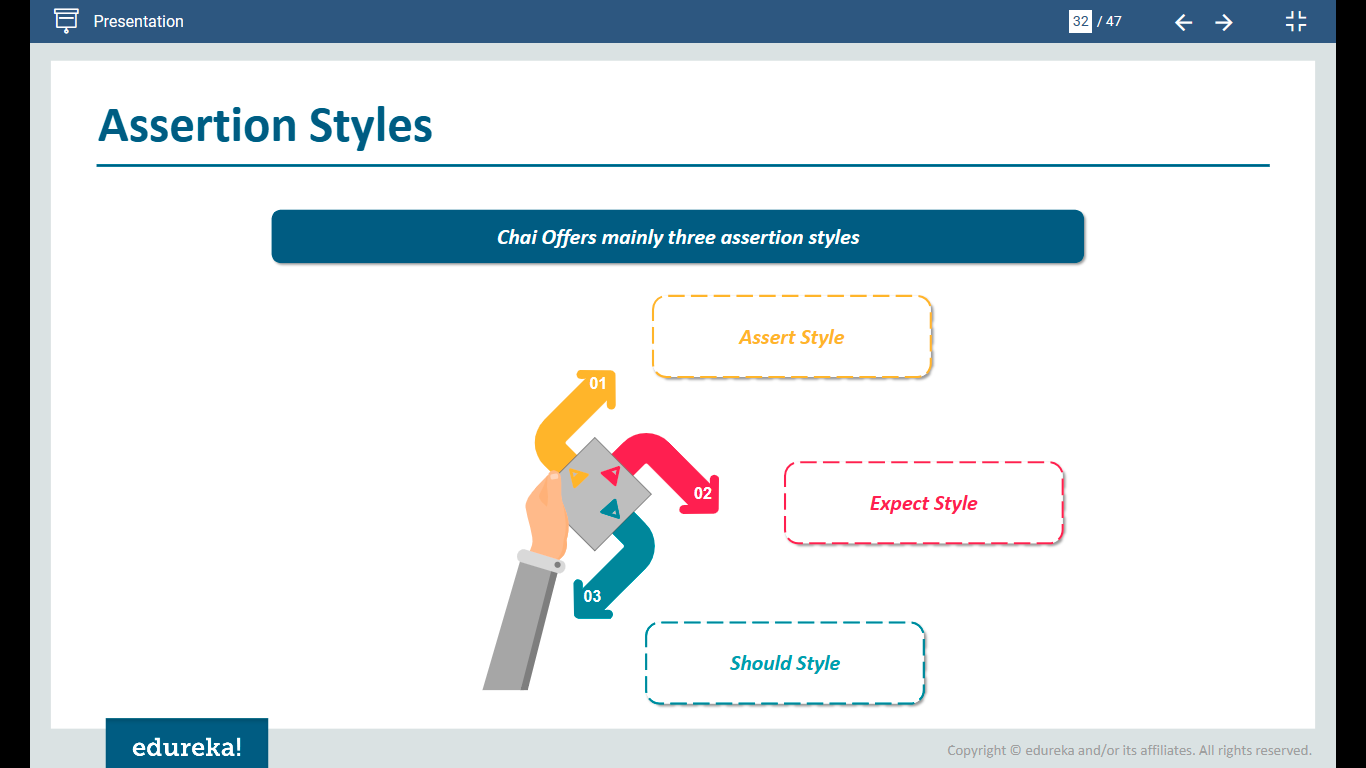 Presentation
32 / 47
Assertion Styles
Chai Offers mainly three assertion styles
Assert Style
01
02
Expect Style
03
Should Style
edureka!
Copyright © edureka and/or its affiliates. All rights reserved.